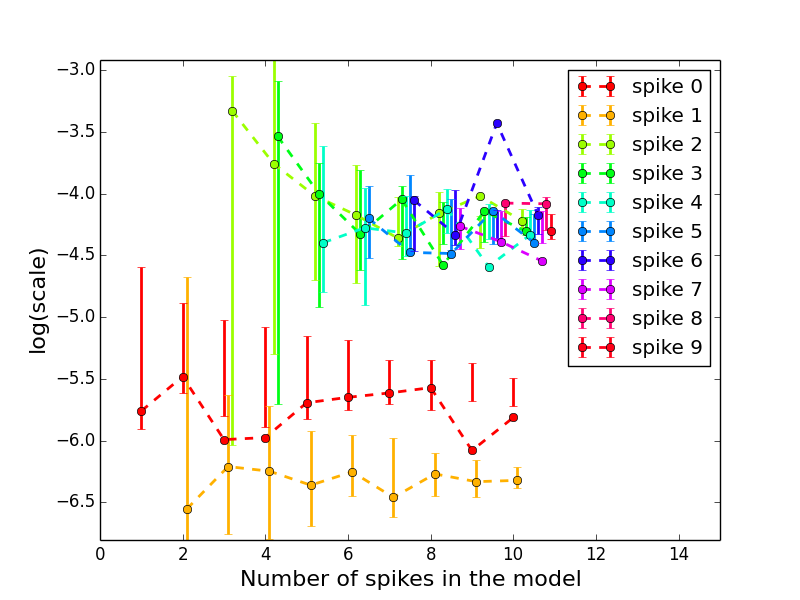 −3.0
−3.5
−4.0
−4.5
−5.0
−5.5
−6.0
−6.5
log(scale)
0
2
4
6
8
10
12
14
Number of spikes in the model
spike 0
spike 1
spike 2
spike 3
spike 4
spike 5
spike 6
spike 7
spike 8
spike 9